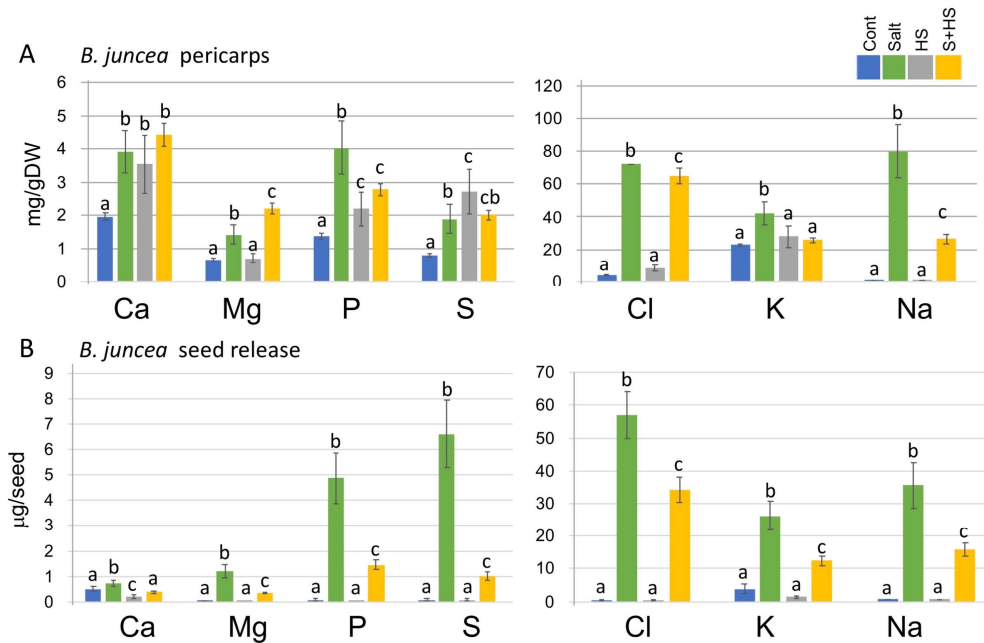 A B. juncea pericarps
Cont Salt HS S+HS
mg/gDW
6
5
4
3
2
1
0
a b b b
a b a c
a b c c
a b c cb
Ca Mg P S
120
100
80
60
40
20
0
a b a c
a b a a
a b a c
Cl K Na
B B. juncea seed release
µg/seed
9
8
7
6
5
4
3
2
1
0
a b c a
a b a c
a b a c
a b a c
Ca Mg P S
70
60
50
40
30
20
10
0
a b a c
a b a c
a b a c
Cl K Na